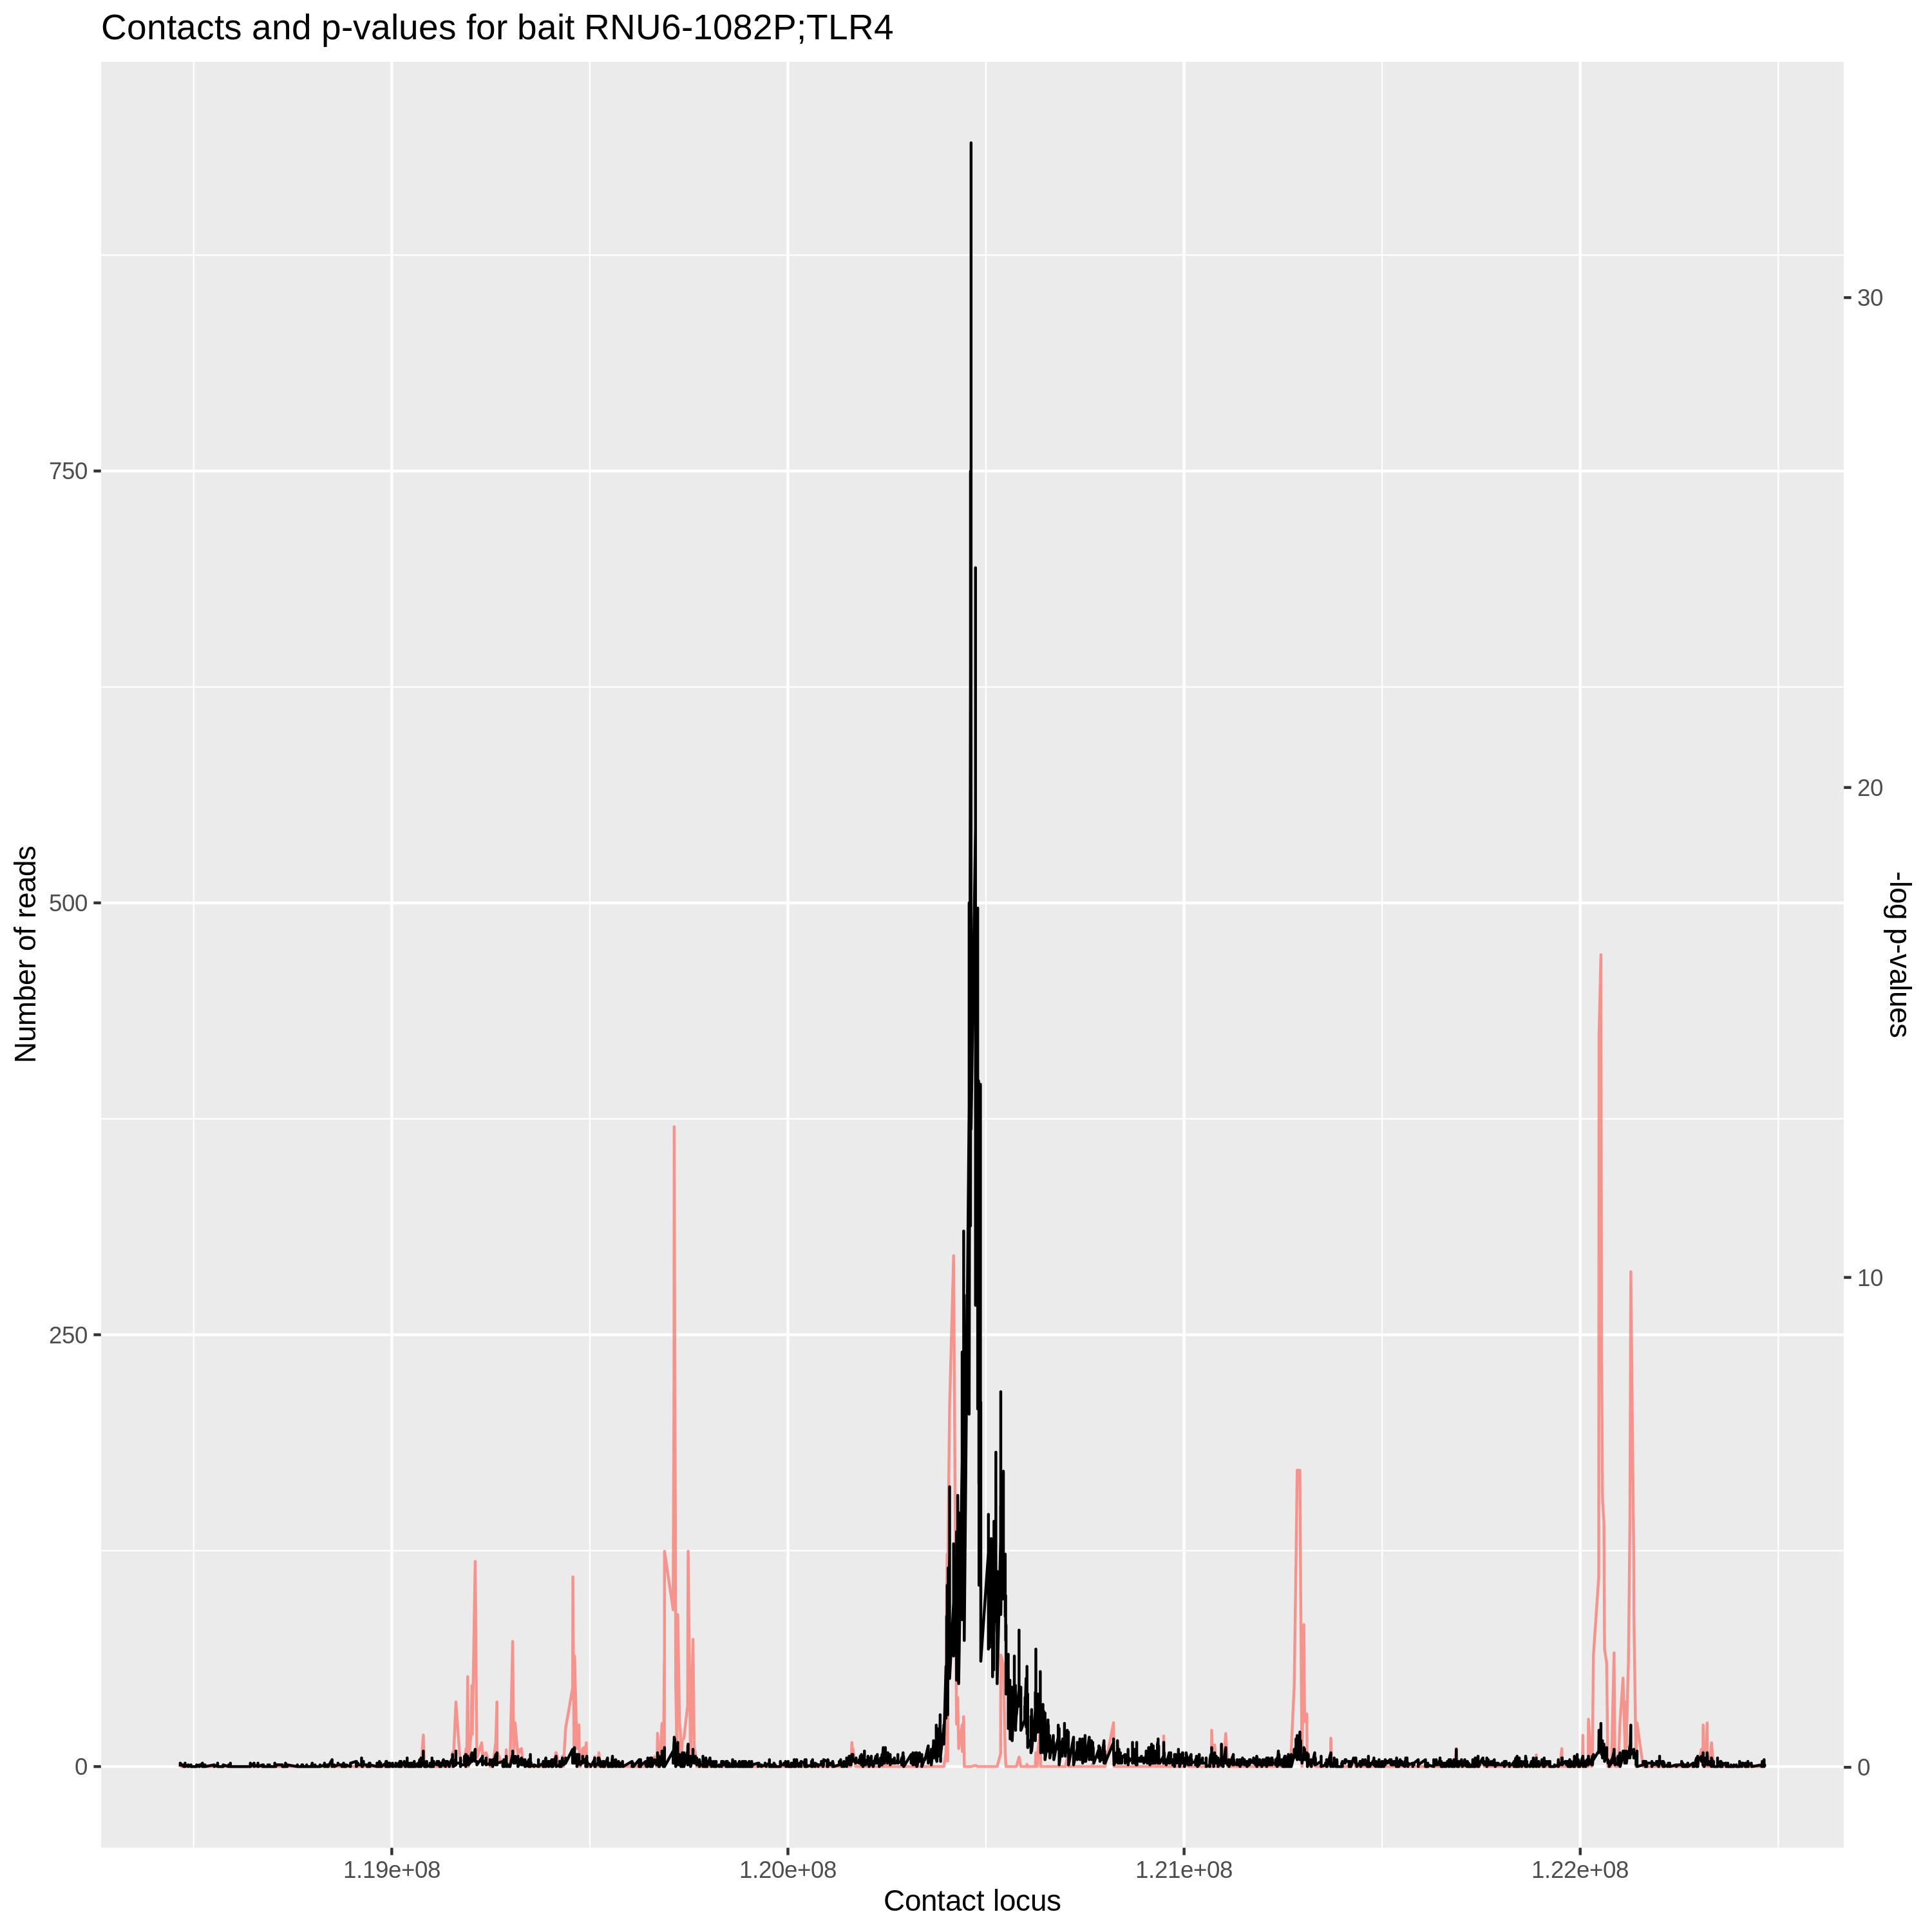 Contacts and p-values for bait RNU6-1082P;TLR4
Number of reads
750
500
250
0
30
20
10
0
-log p-values
1.19e+08 1.20e+08 1.21e+08 1.22e+08
Contact locus